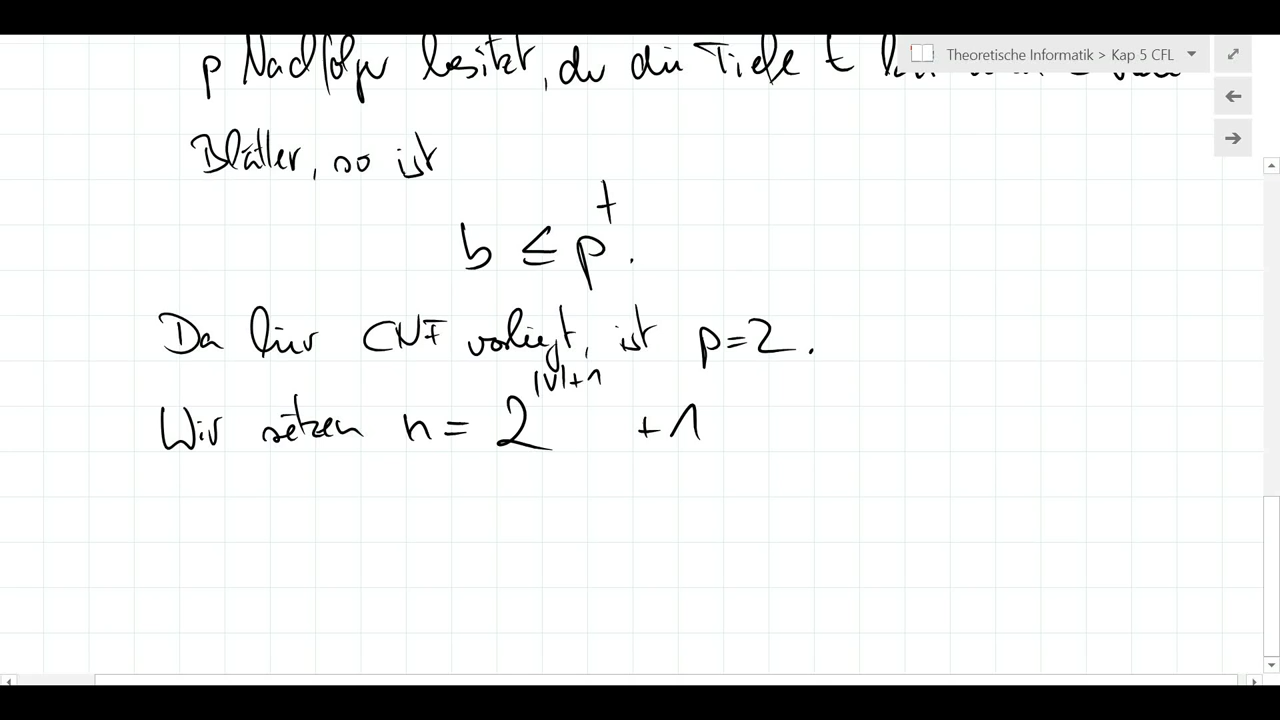 Theoretische Informatik > Kap 5 CFL
p Nachfolger besitzt, der die Tiefe t
Blätter, so ist
b ≤ p^t.
Da hier CNF vorliegt, ist p=2.
Wir setzen n = 2^{|V|+1} + 1